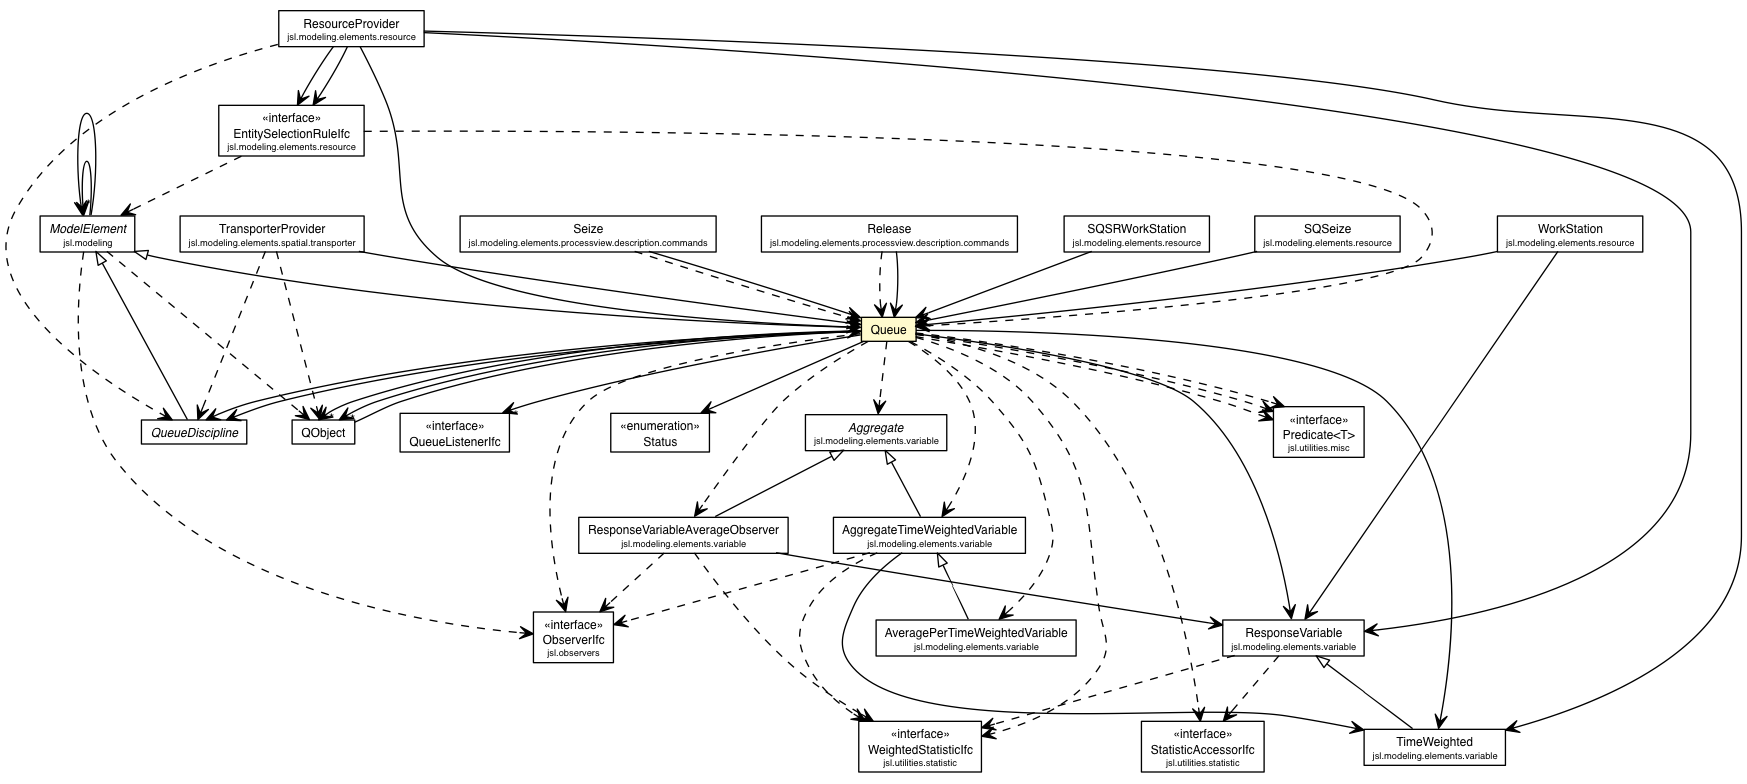 ResourceProvider
jsl.modeling.elements.resource
«interface»
EntitySelectionRuleIfc
jsl.modeling.elements.resource
ModelElement
jsl.modeling
TransporterProvider
jsl.modeling.elements.spatial.transporter
Seize
jsl.modeling.elements.processview.description.commands
Release
jsl.modeling.elements.processview.description.commands
SQSRWorkStation
jsl.modeling.elements.resource
SQSeize
jsl.modeling.elements.resource
WorkStation
jsl.modeling.elements.resource
Queue
QueueDiscipline
QObject
«interface»
QueueListenerIfc
«enumeration»
Status
Aggregate
jsl.modeling.elements.variable
«interface»
Predicate<T>
jsl.utilities.misc
ResponseVariableAverageObserver
jsl.modeling.elements.variable
AggregateTimeWeightedVariable
jsl.modeling.elements.variable
«interface»
ObserverIfc
jsl.observers
AveragePerTimeWeightedVariable
jsl.modeling.elements.variable
ResponseVariable
jsl.modeling.elements.variable
«interface»
WeightedStatisticIfc
jsl.utilities.statistic
«interface»
StatisticAccessorIfc
jsl.utilities.statistic
TimeWeighted
jsl.modeling.elements.variable